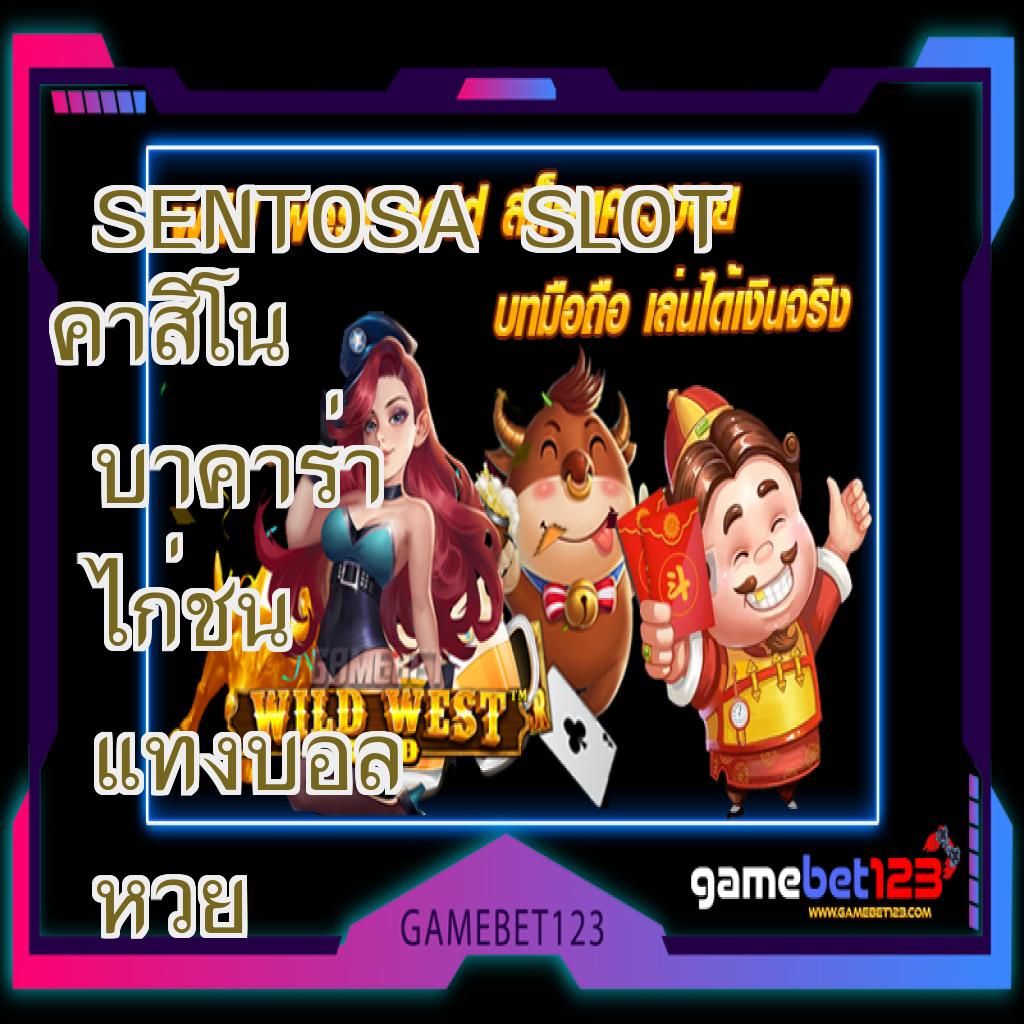 SENTOSA SLOT
บทมือถือ เล่นได้เงินจริง
คาสิโน
บาคาร่า
ไก่ชน
GAMEBET
WILD WEST
แทงบอล
หวย
gamebet123
WWW.GAMEBET123.COM
GAMEBET123